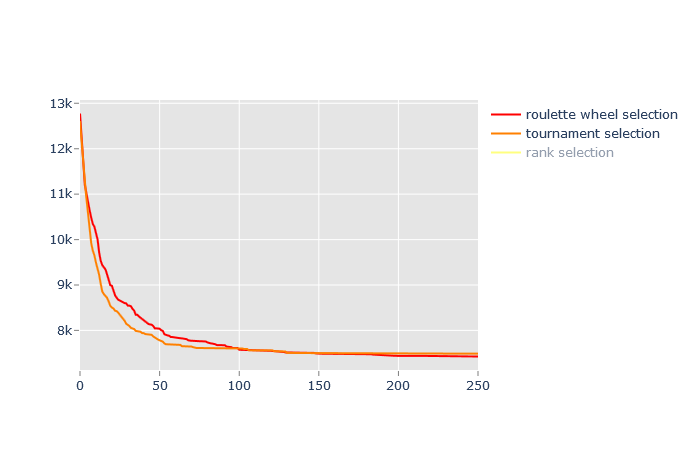 13k
12k
11k
10k
9k
8k
0 50 100 150 200 250
roulette wheel selection
tournament selection
rank selection